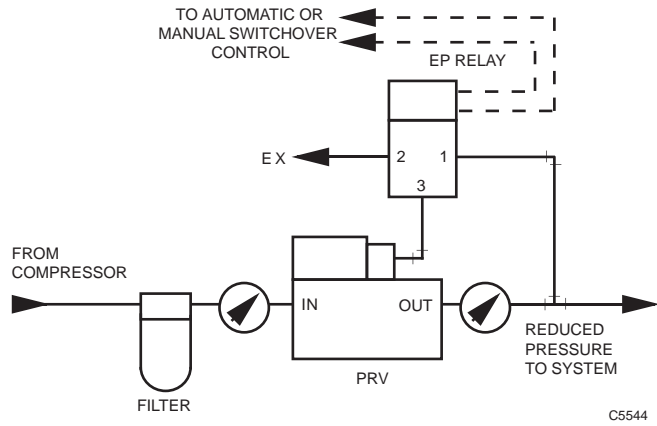 TO AUTOMATIC OR
MANUAL SWITCHOVER
CONTROL
EP RELAY
EX
2
1
3
FROM
COMPRESSOR
IN
OUT
REDUCED
PRESSURE
TO SYSTEM
PRV
FILTER
C5544